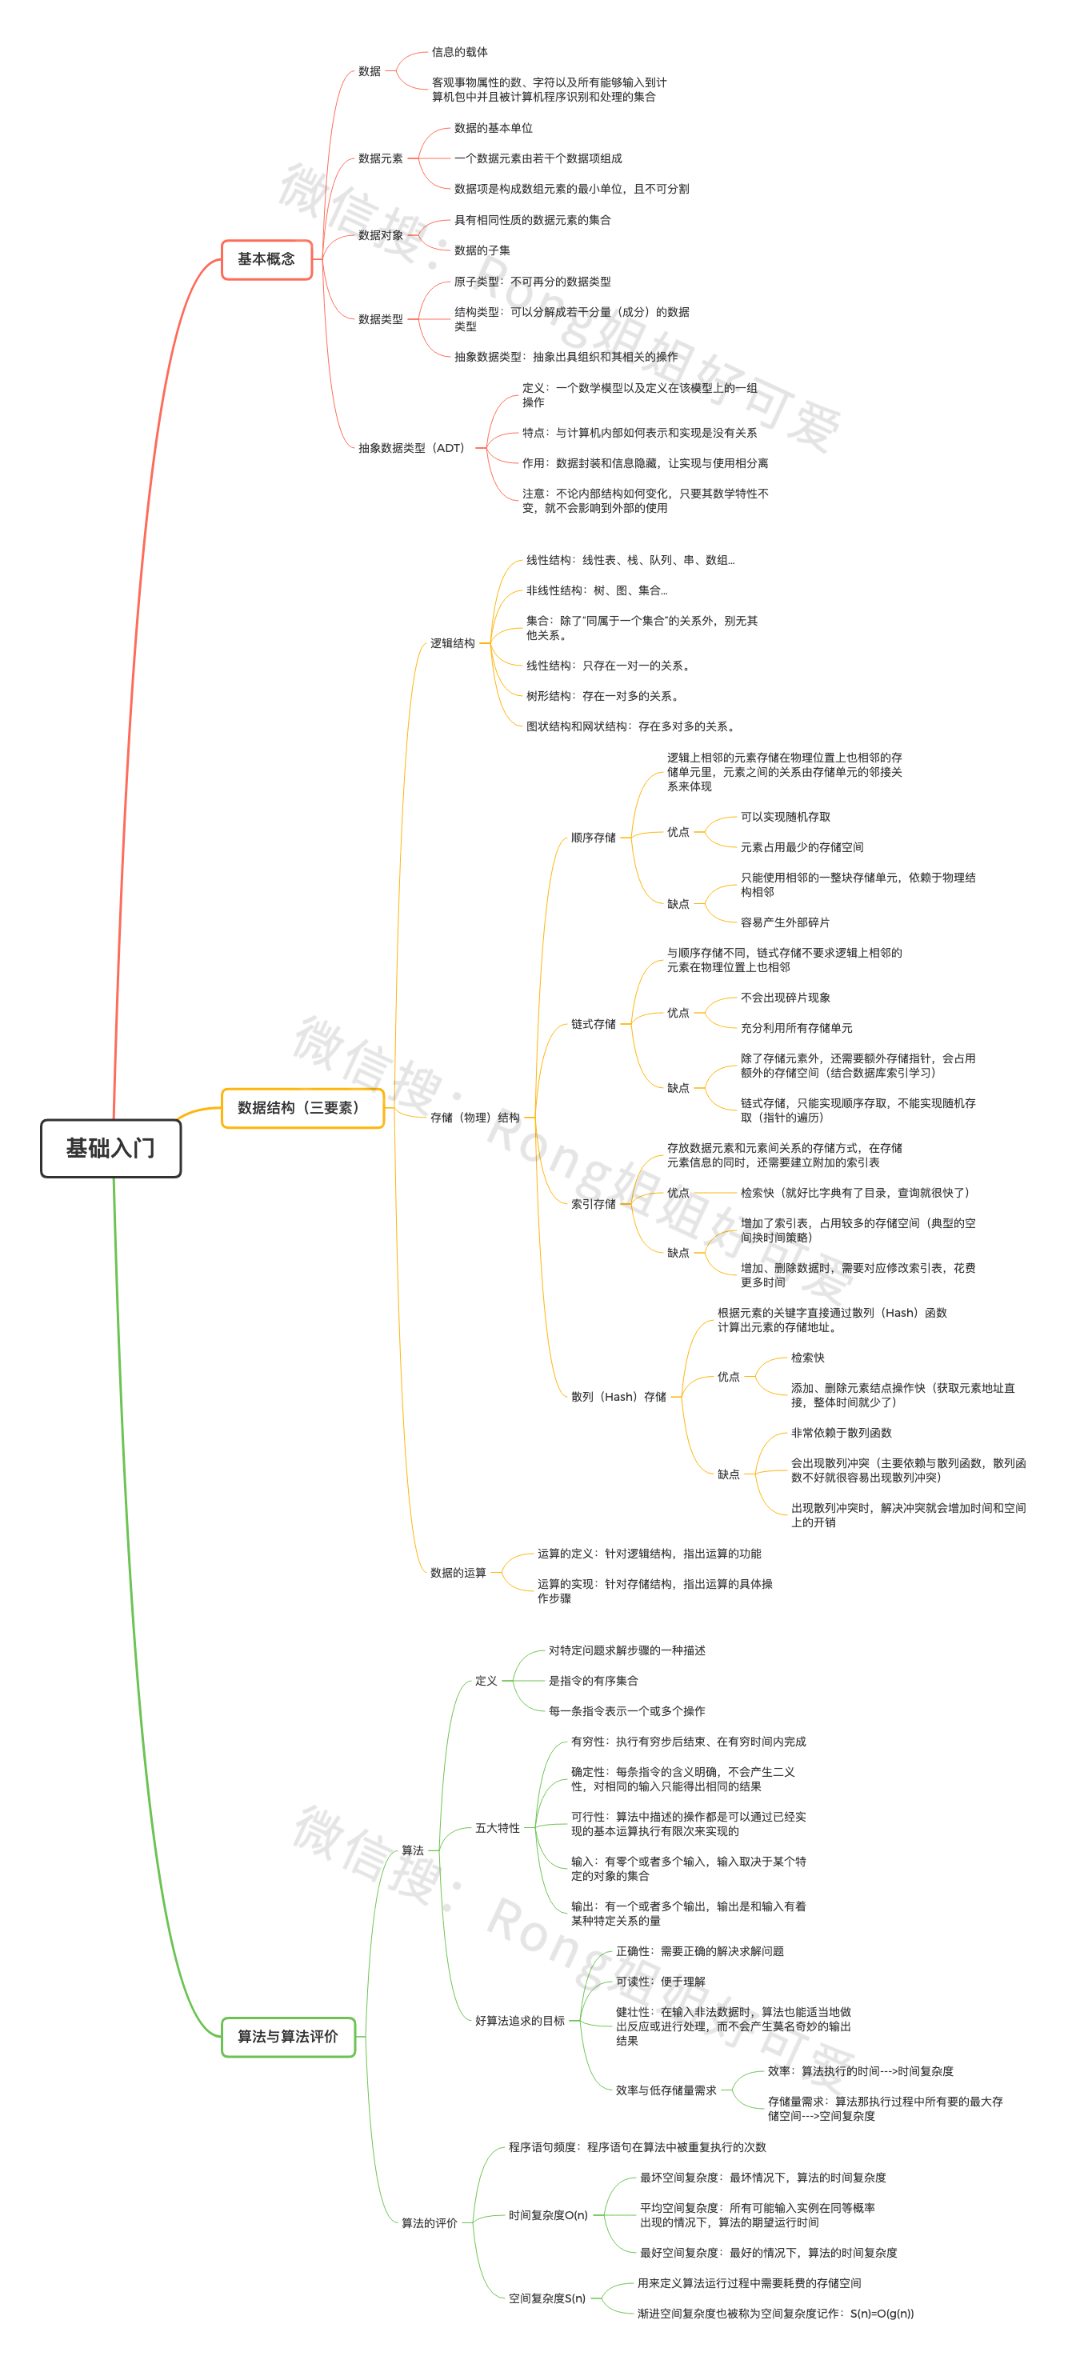 基础入门
基本概念
数据
信息的载体
客观事物属性的数、字符以及所有能够输入到计
算机包中并且被计算机程序识别和处理的集合
数据元素
数据的基本单位
一个数据元素由若干个数据项组成
数据项是构成数组元素的最小单位，且不可分割
数据对象
具有相同性质的数据元素的集合
数据的子集
数据类型
原子类型：不可再分的数据类型
结构类型：可以分解成若干分量（成分）的数据
类型
抽象数据类型：抽象出具组织和其相关的操作
抽象数据类型（ADT）
定义：一个数学模型以及定义在该模型上的一组
操作
特点：与计算机内部如何表示和实现是没有关系
作用：数据封装和信息隐藏，让实现与使用相分离
注意：不论内部结构如何变化，只要其数学特性不
变，就不会影响到外部的使用
微信搜：Rong姐姐好可爱
数据结构（三要素）
逻辑结构
线性结构：线性表、栈、队列、串、数组...
非线性结构：树、图、集合...
集合：除了“同属于一个集合”的关系外，别无其
他关系。
线性结构：只存在一对一的关系。
树形结构：存在一对多的关系。
图状结构和网状结构：存在多对多的关系。
存储（物理）结构
顺序存储
逻辑上相邻的元素存储在物理位置上也相邻的存
储单元里，元素之间的关系由存储单元的邻接关
系来体现
优点
可以实现随机存取
元素占用最少的存储空间
缺点
只能使用相邻的一整块存储单元，依赖于物理结
构相邻
容易产生外部碎片
链式存储
与顺序存储不同，链式存储不要求逻辑上相邻的
元素在物理位置上也相邻
优点
不会出现碎片现象
充分利用所有存储单元
缺点
除了存储元素外，还需要额外存储指针，会占用
额外的存储空间（结合数据库索引学习）
链式存储，只能实现顺序存取，不能实现随机存
取（指针的遍历）
索引存储
存放数据元素和元素间关系的存储方式，在存储
元素信息的同时，还需要建立附加的索引表
优点
检索快（就好比字典有了目录，查询就很快了）
缺点
增加了索引表，占用较多的存储空间（典型的空
间换时间策略）
增加、删除数据时，需要对应修改索引表，花费
更多时间
散列（Hash）存储
根据元素的关键字直接通过散列（Hash）函数
计算出元素的存储地址。
优点
检索快
添加、删除元素结点操作快（获取元素地址直
接，整体时间就少了）
缺点
非常依赖于散列函数
会出现散列冲突（主要依赖与散列函数，散列函
数不好就很容易出现散列冲突）
出现散列冲突时，解决冲突就会增加时间和空间
上的开销
数据的运算
运算的定义：针对逻辑结构，指出运算的功能
运算的实现：针对存储结构，指出运算的具体操
作步骤
微信搜：Rong姐姐好可爱
算法与算法评价
算法
定义
对特定问题求解步骤的一种描述
是指令的有序集合
每一条指令表示一个或多个操作
五大特性
有穷性：执行有穷步后结束、在有穷时间内完成
确定性：每条指令的含义明确，不会产生二义
性，对相同的输入只能得出相同的结果
可行性：算法中描述的操作都是可以通过已经实
现的基本运算执行有限次来实现的
输入：有零个或者多个输入，输入取决于某个特
定的对象的集合
输出：有一个或者多个输出，输出是和输入有着
某种特定关系的量
好算法追求的目标
正确性：需要正确的解决求解问题
可读性：便于理解
健壮性：在输入非法数据时，算法也能适当地做
出反应或进行处理，而不会产生莫名奇妙的输出
结果
效率与低存储量需求
效率：算法执行的时间--->时间复杂度
存储量需求：算法那执行过程中所有要的最大存
储空间--->空间复杂度
算法的评价
程序语句频度：程序语句在算法中被重复执行的次数
时间复杂度O(n)
最坏空间复杂度：最坏情况下，算法的时间复杂度
平均空间复杂度：所有可能输入实例在同等概率
出现的情况下，算法的期望运行时间
最好空间复杂度：最好的情况下，算法的时间复杂度
空间复杂度S(n)
用来定义算法运行过程中需要耗费的存储空间
渐进空间复杂度也被称为空间复杂度记作：S(n)=O(g(n))
微信搜：Rong姐姐好可爱